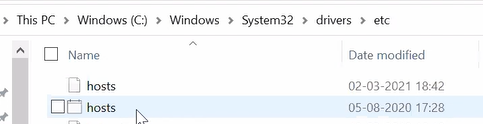 This PC > Windows (C:) > Windows > System32 > drivers > etc
Name Date modified
hosts 02-03-2021 18:42
hosts 05-08-2020 17:28